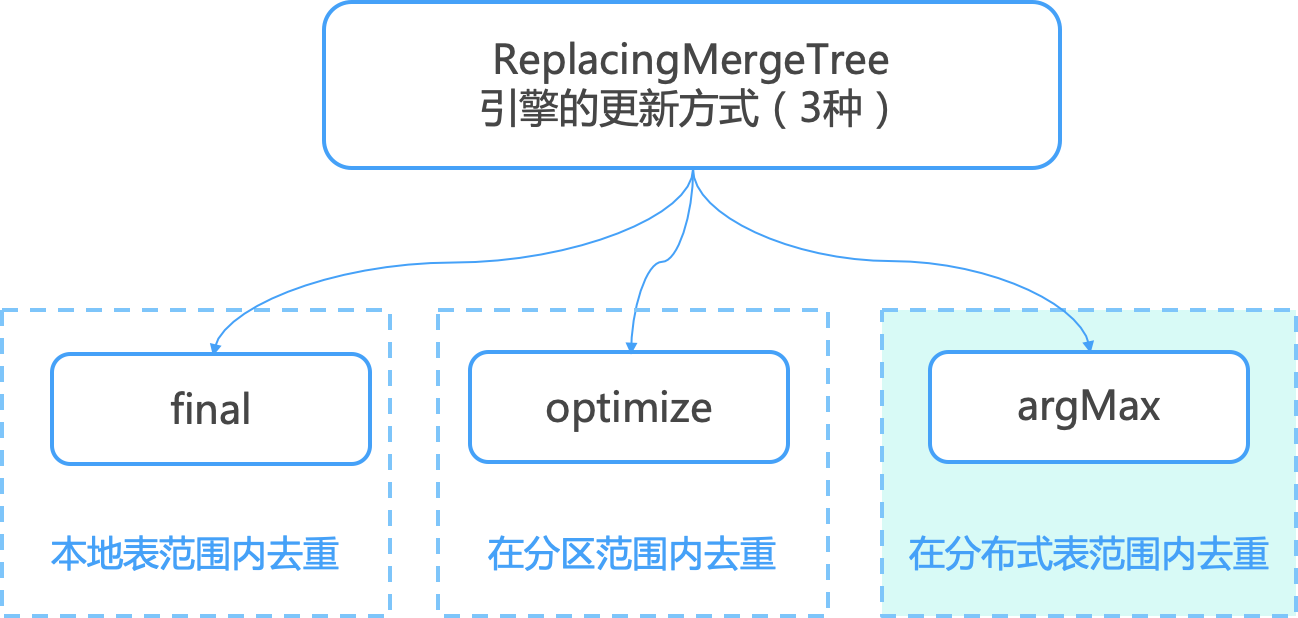 ReplacingMergeTree
引擎的更新方式（3种）
final
optimize
argMax
本地表范围内去重
在分区范围内去重
在分布式表范围内去重